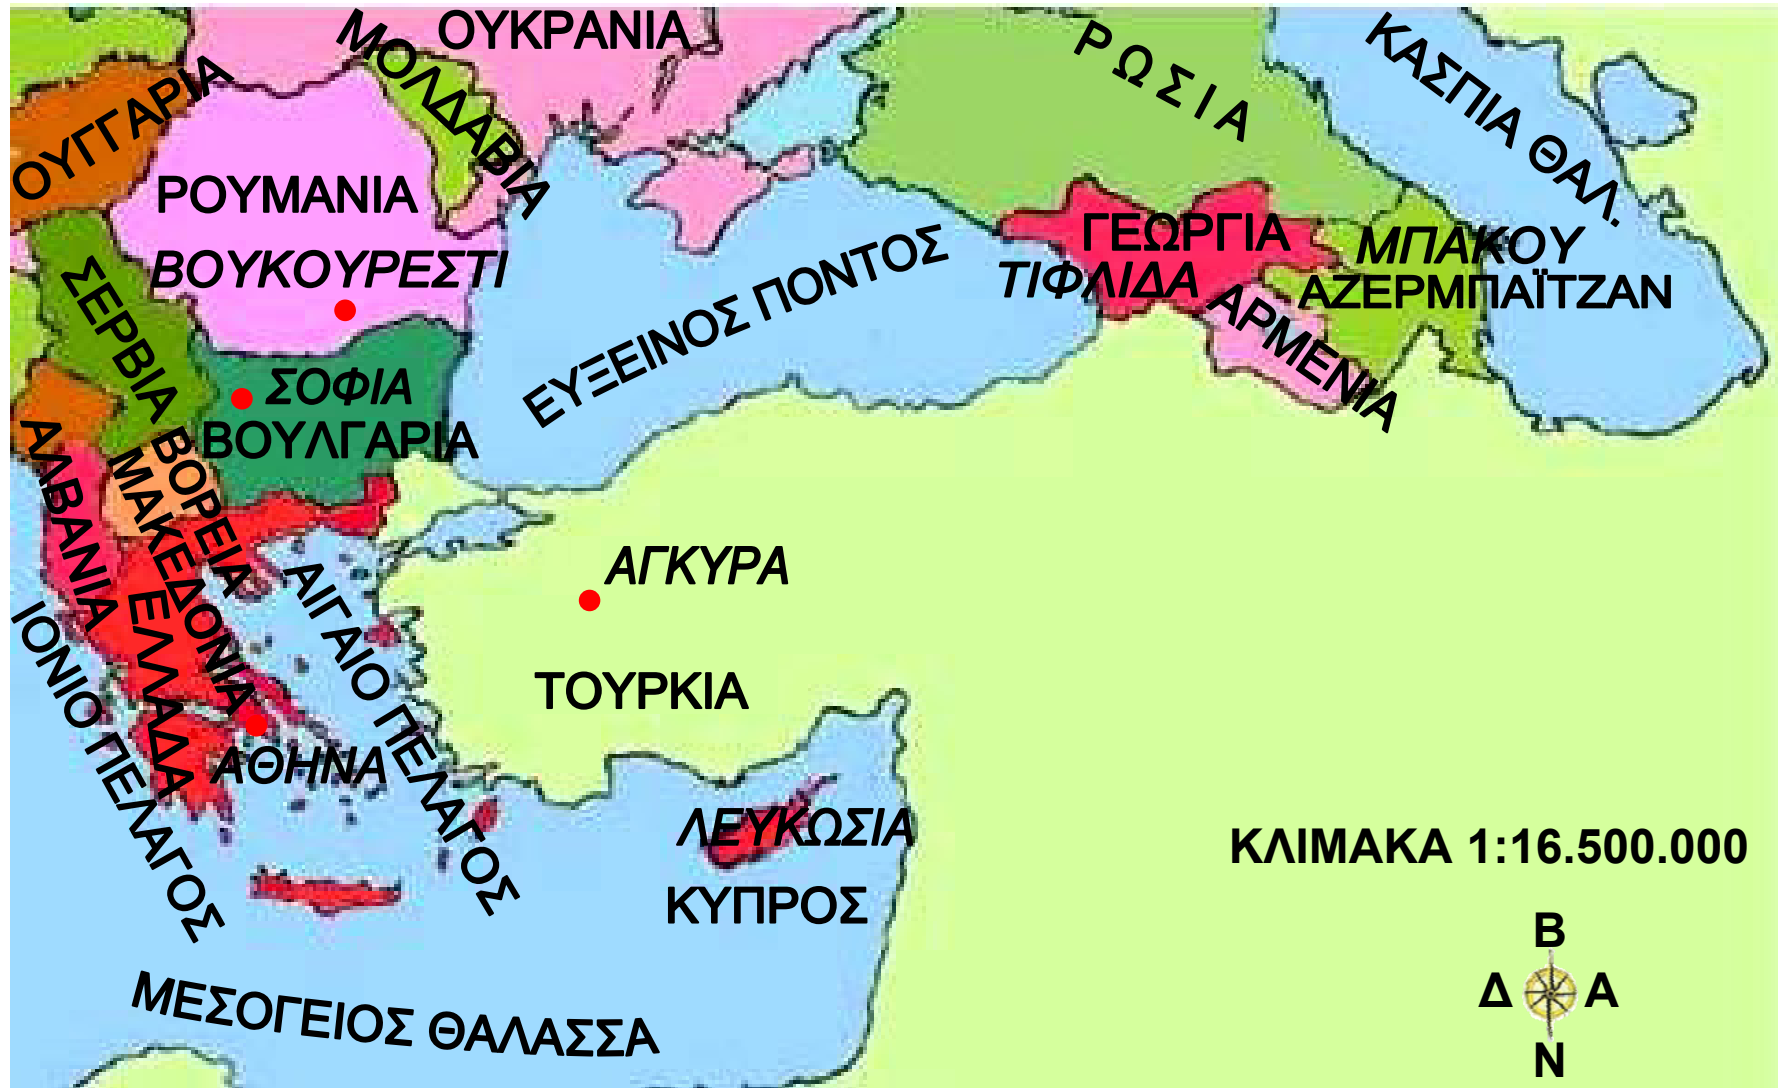 ΟΥΚΡΑΝΙΑ
ΜΟΛΔΑΒΙΑ
ΡΩΣΙΑ
ΚΑΣΠΙΑ ΘΑΛ.
ΟΥΓΓΑΡΙΑ
ΡΟΥΜΑΝΙΑ
ΒΟΥΚΟΥΡΕΣΤΙ
ΓΕΩΡΓΙΑ
ΤΙΦΛΙΔΑ
ΜΠΑΚΟΥ
ΑΖΕΡΜΠΑΪΤΖΑΝ
ΑΡΜΕΝΙΑ
ΕΥΞΕΙΝΟΣ ΠΟΝΤΟΣ
ΣΕΡΒΙΑ
ΣΟΦΙΑ
ΒΟΥΛΓΑΡΙΑ
ΑΛΒΑΝΙΑ
ΒΟΡΕΙΑ
ΜΑΚΕΔΟΝΙΑ
ΕΛΛΑΔΑ
ΑΙΓΑΙΟ ΠΕΛΑΓΟΣ
ΙΟΝΙΟ ΠΕΛΑΓΟΣ
ΑΓΚΥΡΑ
ΤΟΥΡΚΙΑ
ΑΘΗΝΑ
ΛΕΥΚΩΣΙΑ
ΚΥΠΡΟΣ
ΚΛΙΜΑΚΑ 1:16.500.000
ΜΕΣΟΓΕΙΟΣ ΘΑΛΑΣΣΑ
Β
Δ Α
Ν